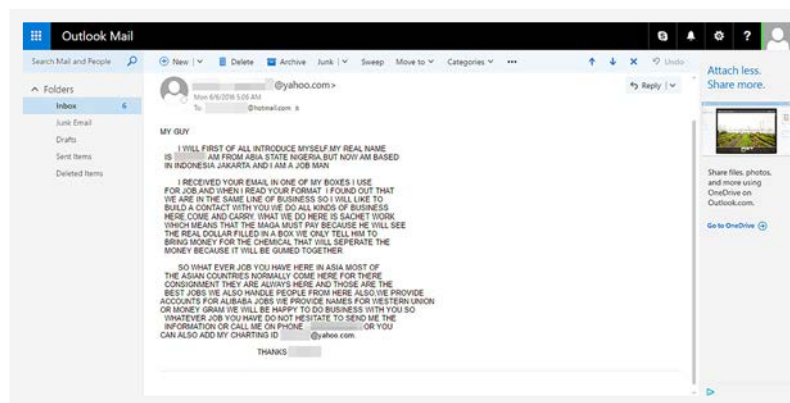 Outlook Mail
Search Mail and People
New
Delete
Archive
Junk
Sweep
Move to
Categories
Undo
Folders
Inbox 6
Junk Email
Drafts
Sent Items
Deleted Items
@yahoo.com>
Mon 6/6/2016 5:05 AM
To: @hotmail.com
Reply
MY GUY
I WILL FIRST OF ALL INTRODUCE MYSELF.MY REAL NAME
IS AM FROM ABIA STATE NIGERIA,BUT NOW AM BASED
IN INDONESIA JAKARTA AND I AM A JOB MAN
I RECEIVED YOUR EMAIL IN ONE OF MY BOXES I USE
FOR JOB.AND WHEN I READ YOUR FORMAT I FOUND OUT THAT
WE ARE IN THE SAME LINE OF BUSINESS SO I WILL LIKE TO
BUILD A CONTACT WITH YOU WE DO ALL KINDS OF BUSINESS
HERE,COME AND CARRY. WHAT WE DO HERE IS SACHET WORK
WHICH MEANS THAT THE MAGA MUST PAY BECAUSE HE WILL SEE
THE REAL DOLLAR FILLED IN A BOX WE ONLY TELL HIM TO
BRING MONEY FOR THE CHEMICAL THAT WILL SEPERATE THE
MONEY BECAUSE IT WILL BE GUMED TOGETHER
SO WHAT EVER JOB YOU HAVE HERE IN ASIA MOST OF
THE ASIAN COUNTRIES NORMALLY COME HERE FOR THERE
CONSIGNMENT THEY ARE ALWAYS HERE AND THOSE ARE THE
BEST JOBS WE ALSO HANDLE PEOPLE FROM HERE ALSO,WE PROVIDE
ACCOUNTS FOR ALIBABA JOBS WE PROVIDE NAMES FOR WESTERN UNION
OR MONEY GRAM WE WILL BE HAPPY TO DO BUSINESS WITH YOU.SO
WHATEVER JOB YOU HAVE DO NOT HESITATE TO SEND ME THE
INFORMATION OR CALL ME ON PHONE OR YOU
CAN ALSO ADD MY CHARTING ID @yahoo.com
THANKS
Attach less.
Share more.
Share files, photos,
and more using
OneDrive on
Outlook.com.
Go to OneDrive